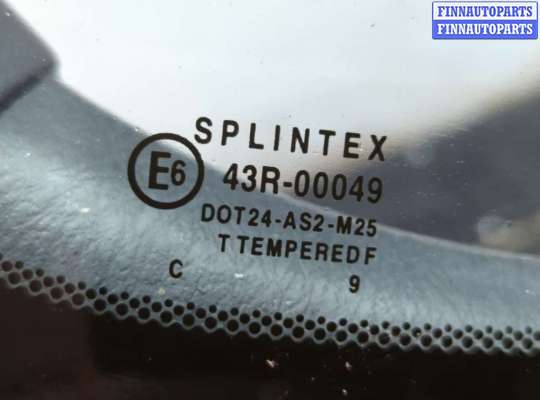 FINNAUTOPARTS
FINNAUTOPARTS
SPLINTEX
E6 43R-00049
DOT24-AS2-M25
T TEMPERED F
C 9